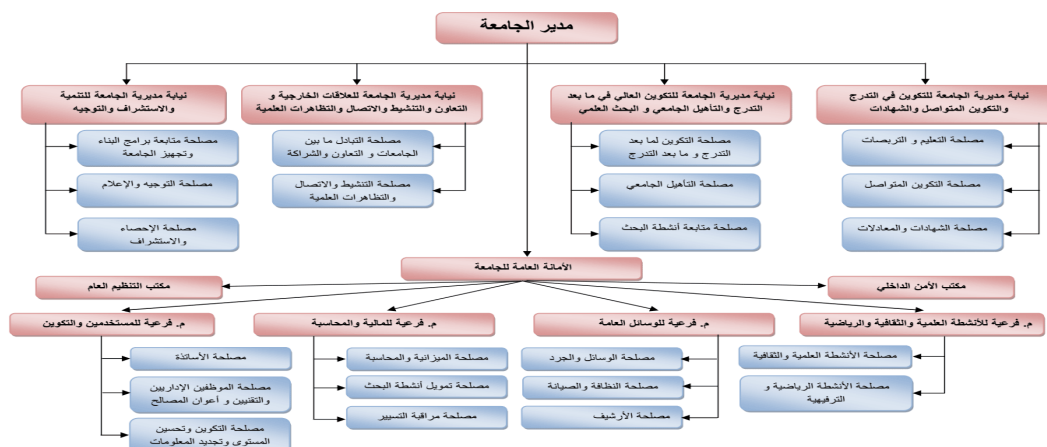 مدير الجامعة
نيابة مديرية الجامعة للتكوين في التدرج
والتكوين المتواصل والشهادات
نيابة مديرية الجامعة للتكوين العالي في ما بعد
التدرج والتأهيل الجامعي و البحث العلمي
نيابة مديرية الجامعة للعلاقات الخارجية و
التعاون والتنشيط والاتصال والتظاهرات العلمية
نيابة مديرية الجامعة للتنمية
والاستشراف والتوجيه
مصلحة التعليم و التربصات
مصلحة التكوين المتواصل
مصلحة الشهادات والمعادلات
مصلحة التكوين لما بعد
التدرج و ما بعد التدرج
مصلحة التأهيل الجامعي
مصلحة متابعة أنشطة البحث
مصلحة التبادل ما بين
الجامعات و التعاون والشراكة
مصلحة التنشيط والاتصال
والتظاهرات العلمية
مصلحة متابعة برامج البناء
وتجهيز الجامعة
مصلحة التوجيه والإعلام
مصلحة الإحصاء
والاستشراف
الأمانة العامة للجامعة
مكتب الأمن الداخلي
مكتب التنظيم العام
م. فرعية للأنشطة العلمية والثقافية والرياضية
م. فرعية للوسائل العامة
م. فرعية للمالية والمحاسبة
م. فرعية للمستخدمين والتكوين
مصلحة الأنشطة العلمية والثقافية
مصلحة الأنشطة الرياضية و
الترفيهية
مصلحة الوسائل والجرد
مصلحة النظافة والصيانة
مصلحة الأرشيف
مصلحة الميزانية والمحاسبة
مصلحة تمويل أنشطة البحث
مصلحة مراقبة التسيير
مصلحة الأساتذة
مصلحة الموظفين الإداريين
والتقنيين و أعوان المصالح
مصلحة التكوين وتحسين
المستوى وتجديد المعلومات